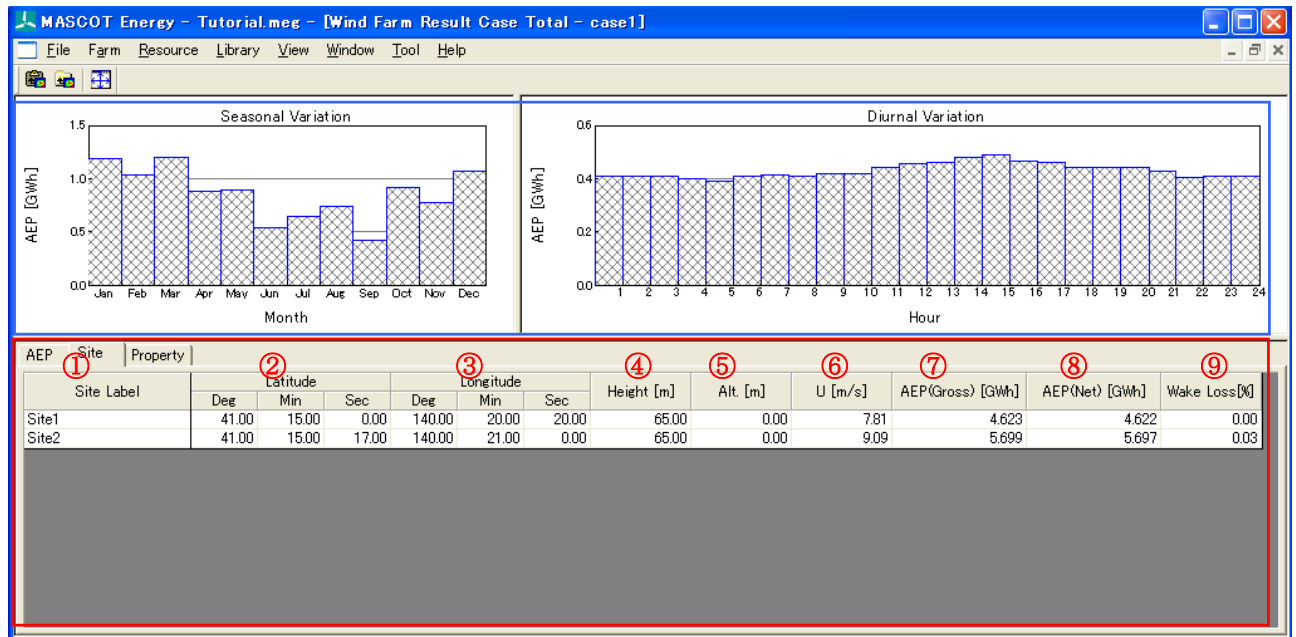 MASCOT Energy - Tutorial.meg - [Wind Farm Result Case Total - case1]
File Farm Resource Library View Window Tool Help
Seasonal Variation
AEP [GWh]
1.5
1.0
0.5
0.0
Jan Feb Mar Apr May Jun Jul Aug Sep Oct Nov Dec
Month
Diurnal Variation
AEP [GWh]
0.6
0.4
0.2
0.0
1 2 3 4 5 6 7 8 9 10 11 12 13 14 15 16 17 18 19 20 21 22 23 24
Hour
AEP Site Property
① ② ③ ④ ⑤ ⑥ ⑦ ⑧ ⑨
Site Label Latitude Longitude Height [m] Alt. [m] U [m/s] AEP(Gross) [GWh] AEP(Net) [GWh] Wake Loss[%]
Deg Min Sec Deg Min Sec
Site1 41.00 15.00 0.00 140.00 20.00 20.00 65.00 0.00 7.81 4.623 4.622 0.00
Site2 41.00 15.00 17.00 140.00 21.00 0.00 65.00 0.00 9.09 5.699 5.697 0.03